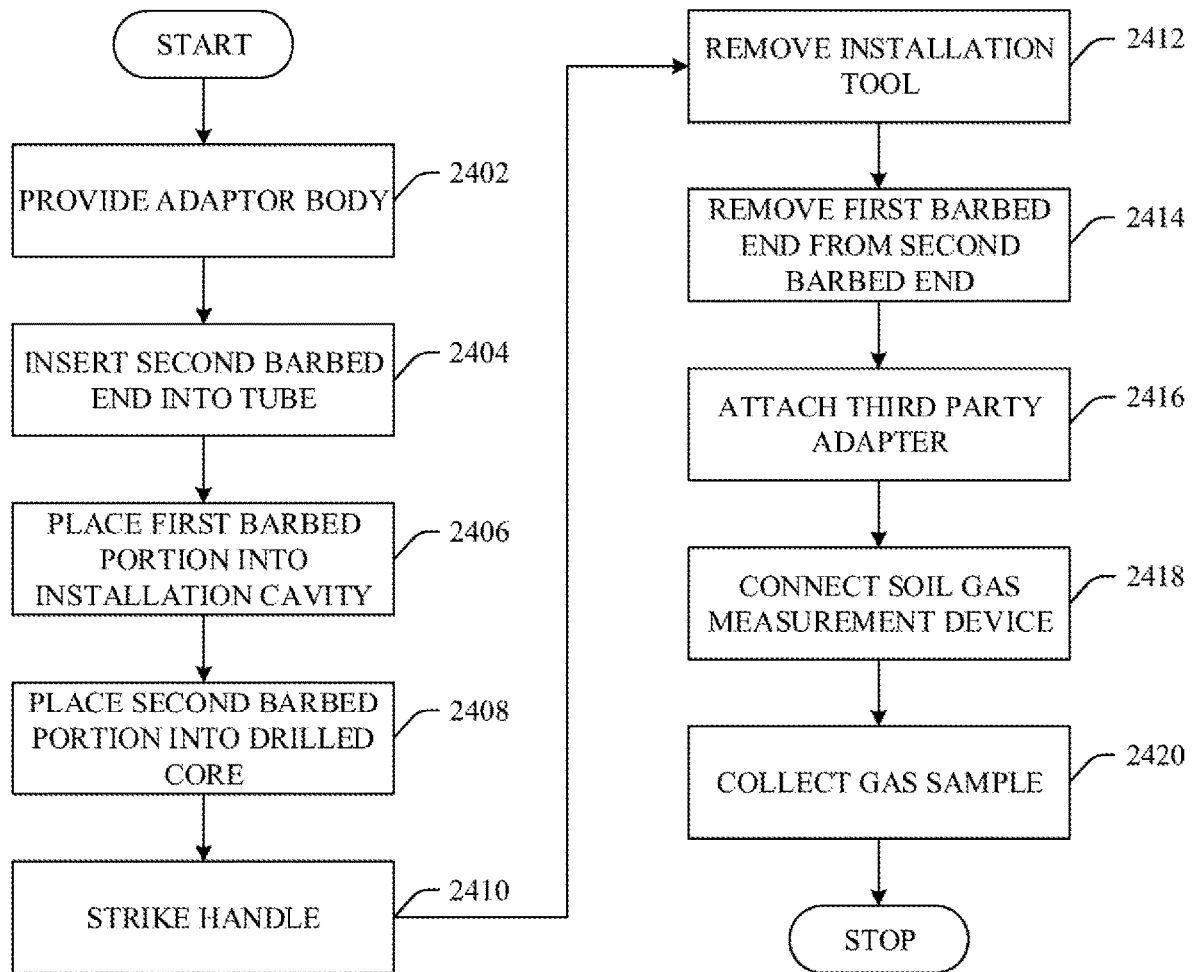 START
PROVIDE ADAPTOR BODY
2402
INSERT SECOND BARBED
END INTO TUBE
2404
PLACE FIRST BARBED
PORTION INTO
INSTALLATION CAVITY
2406
PLACE SECOND BARBED
PORTION INTO DRILLED
CORE
2408
STRIKE HANDLE
2410
REMOVE INSTALLATION
TOOL
2412
REMOVE FIRST BARBED
END FROM SECOND
BARBED END
2414
ATTACH THIRD PARTY
ADAPTER
2416
CONNECT SOIL GAS
MEASUREMENT DEVICE
2418
COLLECT GAS SAMPLE
2420
STOP